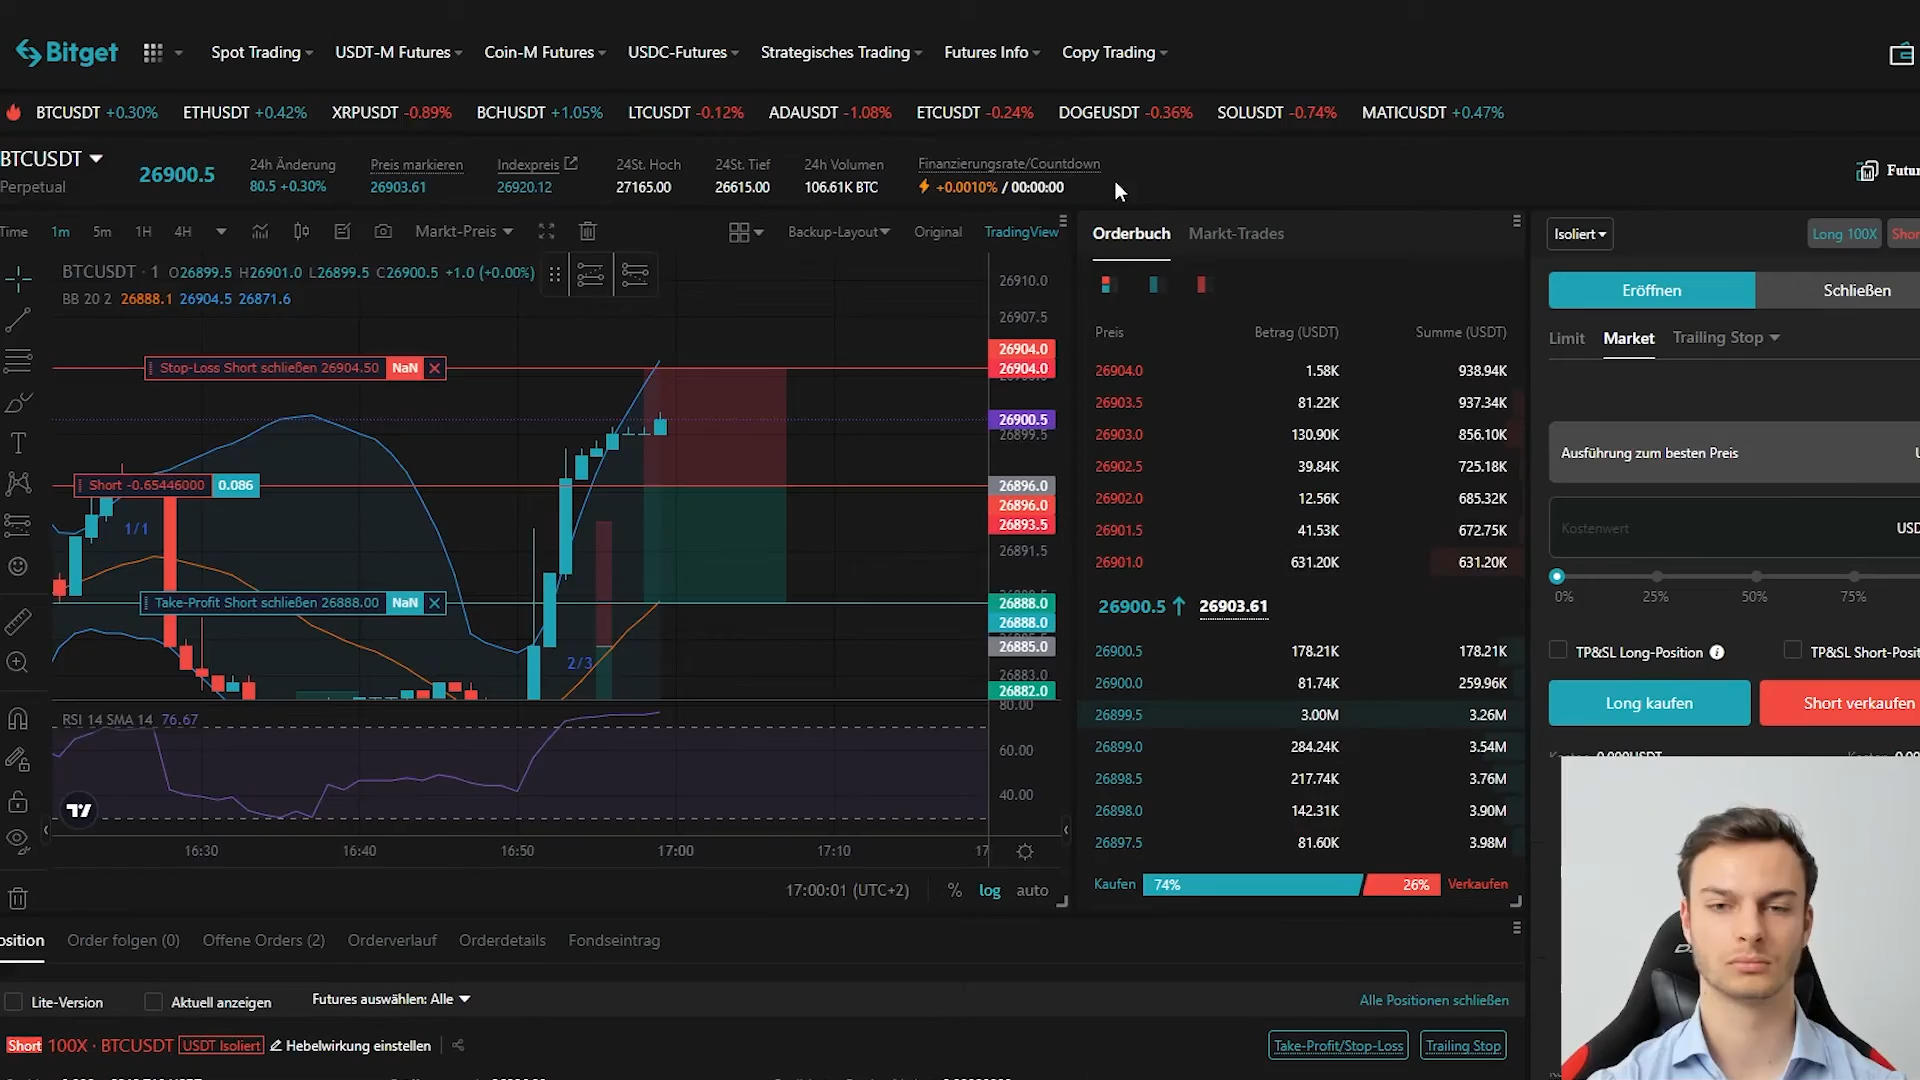 Bitget
Spot Trading
USDT-M Futures
Coin-M Futures
USDC-Futures
Strategisches Trading
Futures Info
Copy Trading
BTCUSDT +0.30%
ETHUSDT +0.42%
XRPUSDT -0.89%
BCHUSDT +1.05%
LTCUSDT -0.12%
ADAUSDT -1.08%
ETCUSDT -0.24%
DOGEUSDT -0.36%
SOLUSDT -0.74%
MATICUSDT +0.47%
BTCUSDT
Perpetual
26900.5
24h Änderung
80.5 +0.30%
Preis markieren
26903.61
Indexpreis
26920.12
24St. Hoch
27165.00
24St. Tief
26615.00
24h Volumen
106.61K BTC
Finanzierungsrate/Countdown
+0.0010% / 00:00:00
Futur
Time 1m 5m 1H 4H
Markt-Preis
Backup-Layout
Original
TradingView
BTCUSDT · 1 O26899.5 H26901.0 L26899.5 C26900.5 +1.0 (+0.00%)
BB 20 2 26888.1 26904.5 26871.6
Stop-Loss Short schließen 26904.50 NaN
Short -0.65446000 0.086
1/1
Take-Profit Short schließen 26888.00 NaN
2/3
26910.0
26907.5
26904.0
26904.0
26900.5
26899.5
26896.0
26896.0
26893.5
26891.5
26888.0
26888.0
26885.0
26883.0
26882.0
RSI 14 SMA 14 76.67
80.00
60.00
40.00
16:30 16:40 16:50 17:00 17:10 17
17:00:01 (UTC+2) % log auto
Orderbuch
Markt-Trades
Preis Betrag (USDT) Summe (USDT)
26904.0 1.58K 938.94K
26903.5 81.22K 937.34K
26903.0 130.90K 856.10K
26902.5 39.84K 725.18K
26902.0 12.56K 685.32K
26901.5 41.53K 672.75K
26901.0 631.20K 631.20K
26900.5 26903.61
26900.5 178.21K 178.21K
26900.0 81.74K 259.96K
26899.5 3.00M 3.26M
26899.0 284.24K 3.54M
26898.5 217.74K 3.76M
26898.0 142.31K 3.90M
26897.5 81.60K 3.98M
Kaufen 74% 26% Verkaufen
Isoliert
Long 100X
Shor
Eröffnen
Schließen
Limit
Market
Trailing Stop
Ausführung zum besten Preis
Kostenwert USD
0% 25% 50% 75%
TP&SL Long-Position
TP&SL Short-Posit
Long kaufen
Short verkaufen
osition
Order folgen (0)
Offene Orders (2)
Orderverlauf
Orderdetails
Fondseintrag
Lite-Version
Aktuell anzeigen
Futures auswählen: Alle
Alle Positionen schließen
Short 100X · BTCUSDT USDT Isoliert Hebelwirkung einstellen
Take-Profit/Stop-Loss
Trailing Stop